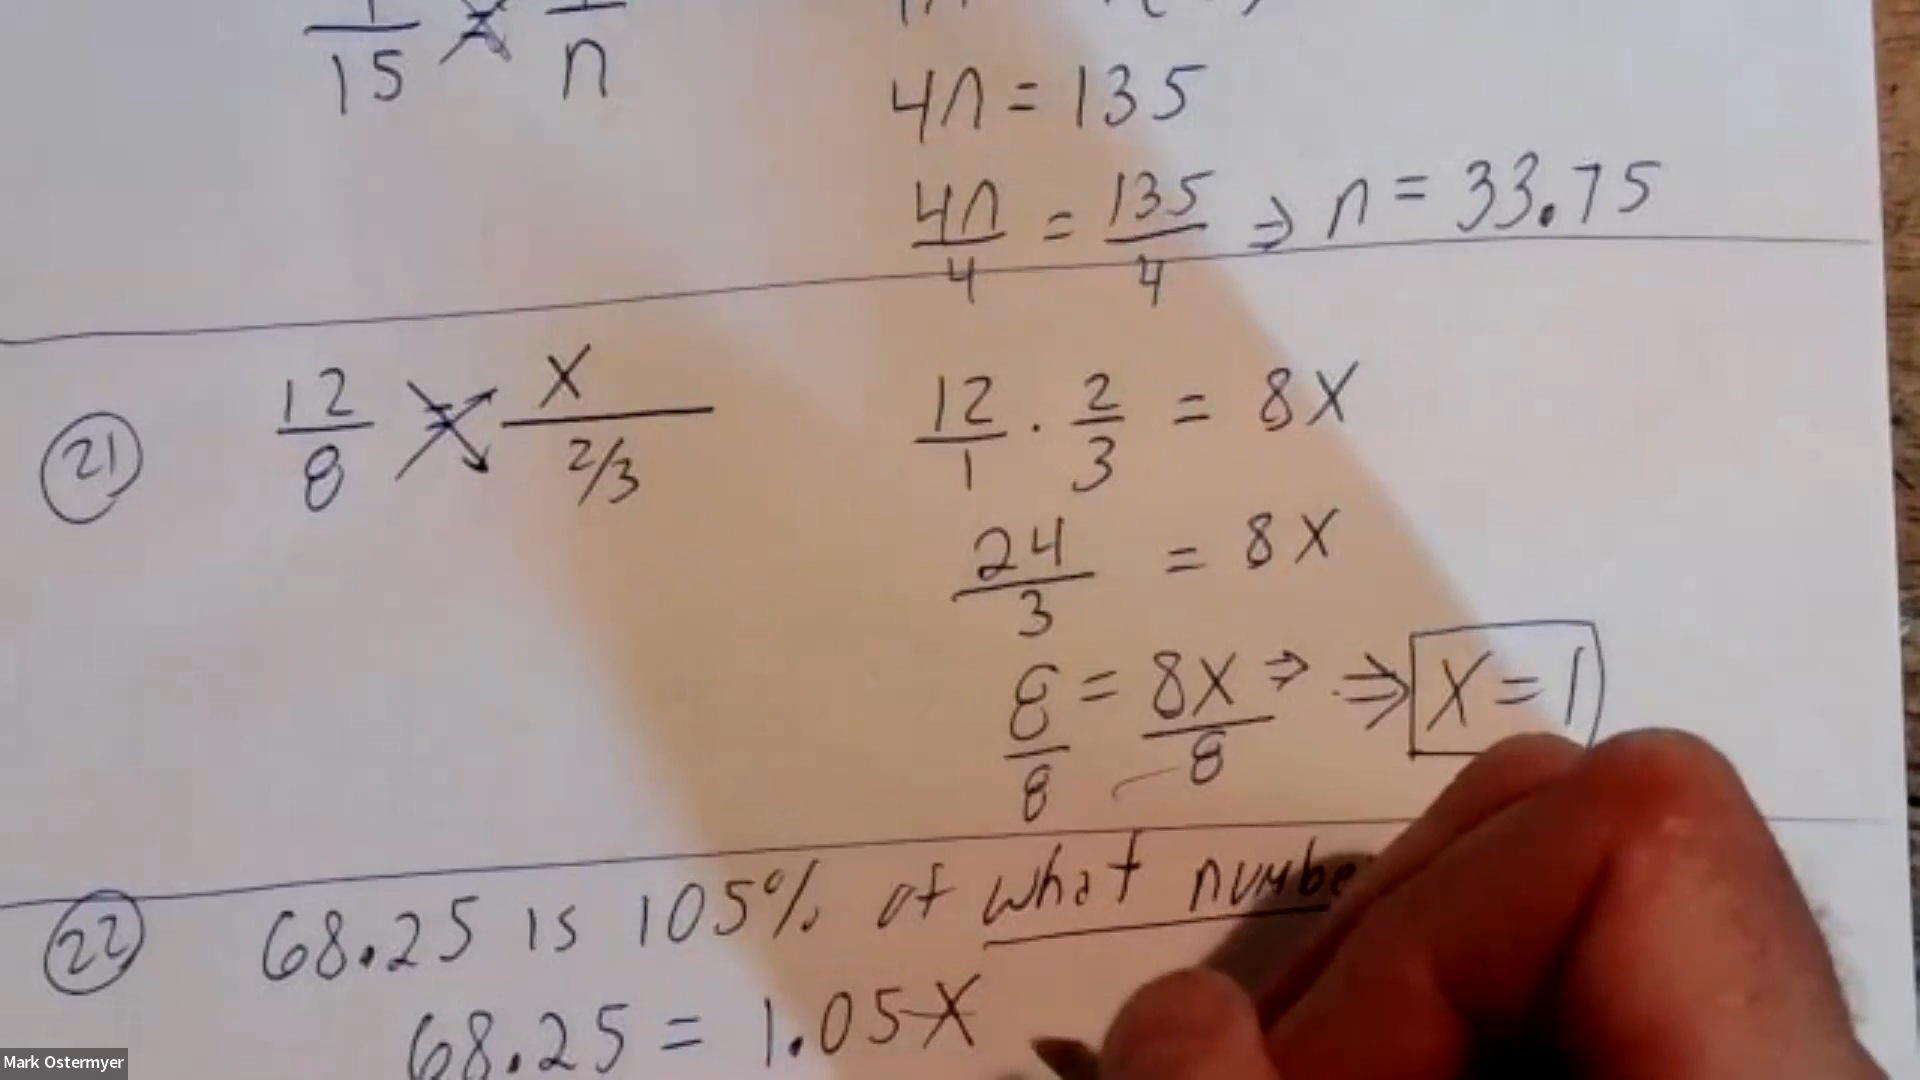 15 = n
4n = 135
4n/4 = 135/4 ⇒ n = 33.75
21 12/8 = x/2/3
12/1 · 2/3 = 8x
24/3 = 8x
8/8 = 8x/8 ⇒ ⇒ x = 1
22 68.25 is 105% of what number
68.25 = 1.05x
Mark Ostermyer